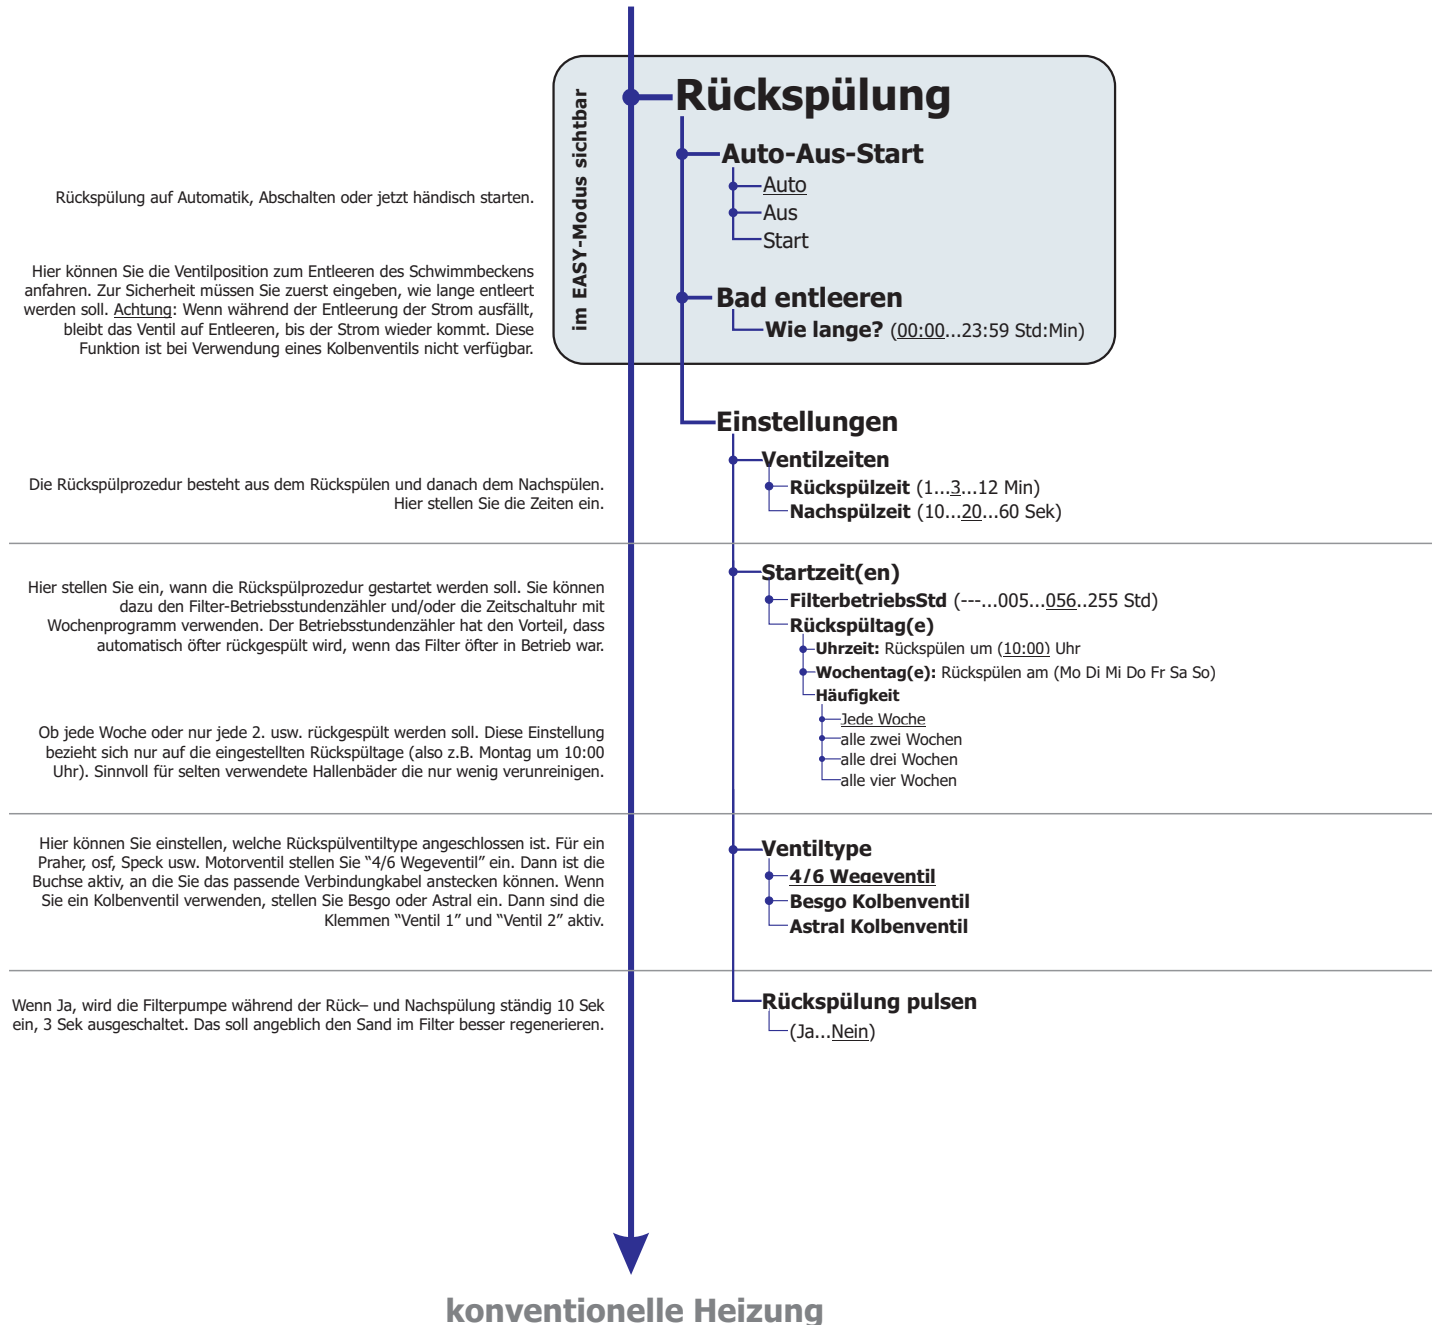 im EASY-Modus sichtbar
Rückspülung
Auto-Aus-Start
Rückspülung auf Automatik, Abschalten oder jetzt händisch starten.
Auto
Aus
Start
Hier können Sie die Ventilposition zum Entleeren des Schwimmbeckens
anfahren. Zur Sicherheit müssen Sie zuerst eingeben, wie lange entleert
werden soll. Achtung: Wenn während der Entleerung der Strom ausfällt,
bleibt das Ventil auf Entleeren, bis der Strom wieder kommt. Diese
Funktion ist bei Verwendung eines Kolbenventils nicht verfügbar.
Bad entleeren
Wie lange? (00:00...23:59 Std:Min)
Einstellungen
Ventilzeiten
Die Rückspülprozedur besteht aus dem Rückspülen und danach dem Nachspülen.
Hier stellen Sie die Zeiten ein.
Rückspülzeit (1...3...12 Min)
Nachspülzeit (10...20...60 Sek)
Hier stellen Sie ein, wann die Rückspülprozedur gestartet werden soll. Sie können
dazu den Filter-Betriebsstundenzähler und/oder die Zeitschaltuhr mit
Wochenprogramm verwenden. Der Betriebsstundenzähler hat den Vorteil, dass
automatisch öfter rückgespült wird, wenn das Filter öfter in Betrieb war.
Startzeit(en)
FilterbetriebsStd (---...005...056..255 Std)
Rückspültag(e)
Uhrzeit: Rückspülen um (10:00) Uhr
Wochentag(e): Rückspülen am (Mo Di Mi Do Fr Sa So)
Häufigkeit
Ob jede Woche oder nur jede 2. usw. rückgespült werden soll. Diese Einstellung
bezieht sich nur auf die eingestellten Rückspültage (also z.B. Montag um 10:00
Uhr). Sinnvoll für selten verwendete Hallenbäder die nur wenig verunreinigen.
Jede Woche
alle zwei Wochen
alle drei Wochen
alle vier Wochen
Hier können Sie einstellen, welche Rückspülventiltype angeschlossen ist. Für ein
Praher, osf, Speck usw. Motorventil stellen Sie “4/6 Wegeventil” ein. Dann ist die
Buchse aktiv, an die Sie das passende Verbindungkabel anstecken können. Wenn
Sie ein Kolbenventil verwenden, stellen Sie Besgo oder Astral ein. Dann sind die
Klemmen “Ventil 1” und “Ventil 2” aktiv.
Ventiltype
4/6 Wegeventil
Besgo Kolbenventil
Astral Kolbenventil
Wenn Ja, wird die Filterpumpe während der Rück– und Nachspülung ständig 10 Sek
ein, 3 Sek ausgeschaltet. Das soll angeblich den Sand im Filter besser regenerieren.
Rückspülung pulsen
(Ja...Nein)
konventionelle Heizung